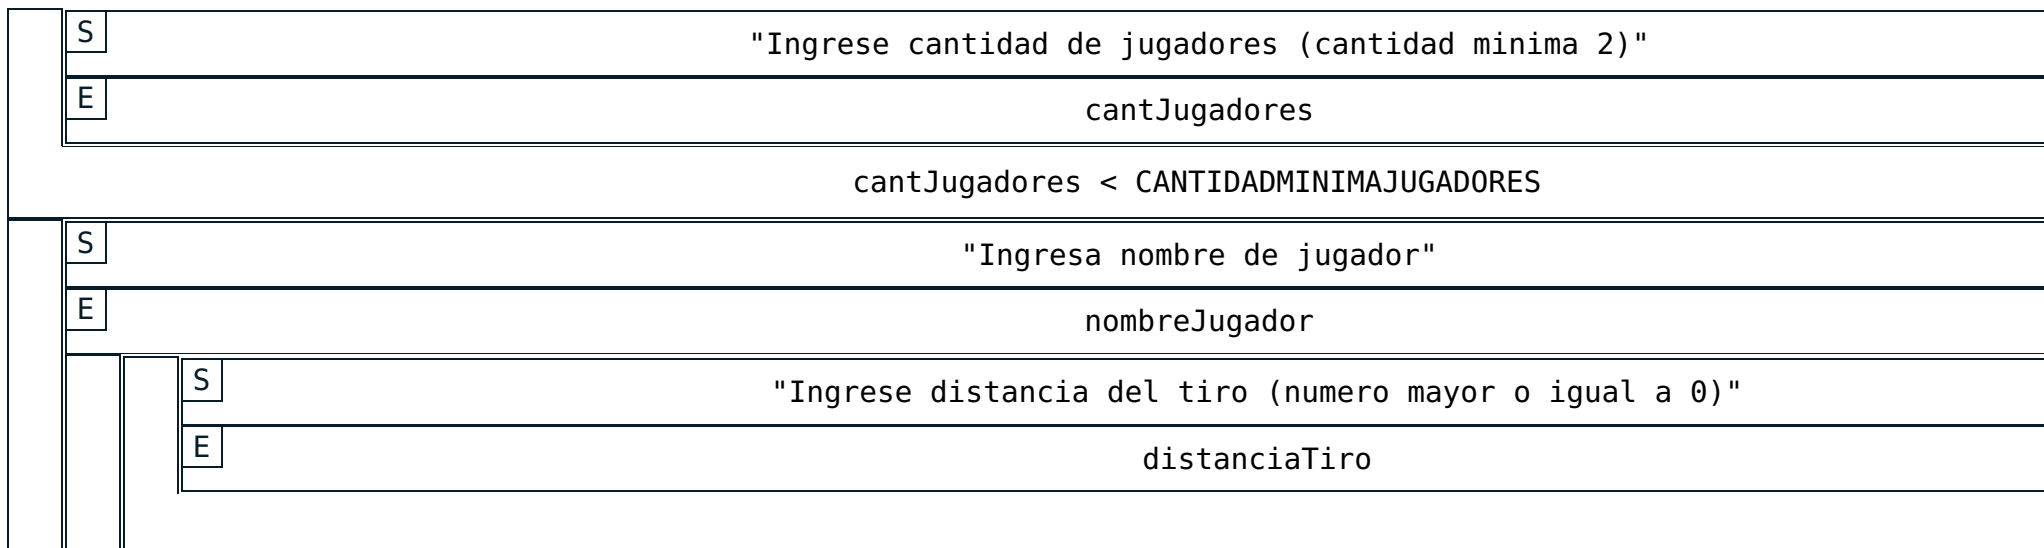 S
"Ingrese cantidad de jugadores (cantidad minima 2)"
E
cantJugadores
cantJugadores < CANTIDADMINIMAJUGADORES
S
"Ingresa nombre de jugador"
E
nombreJugador
S
"Ingrese distancia del tiro (numero mayor o igual a 0)"
E
distanciaTiro